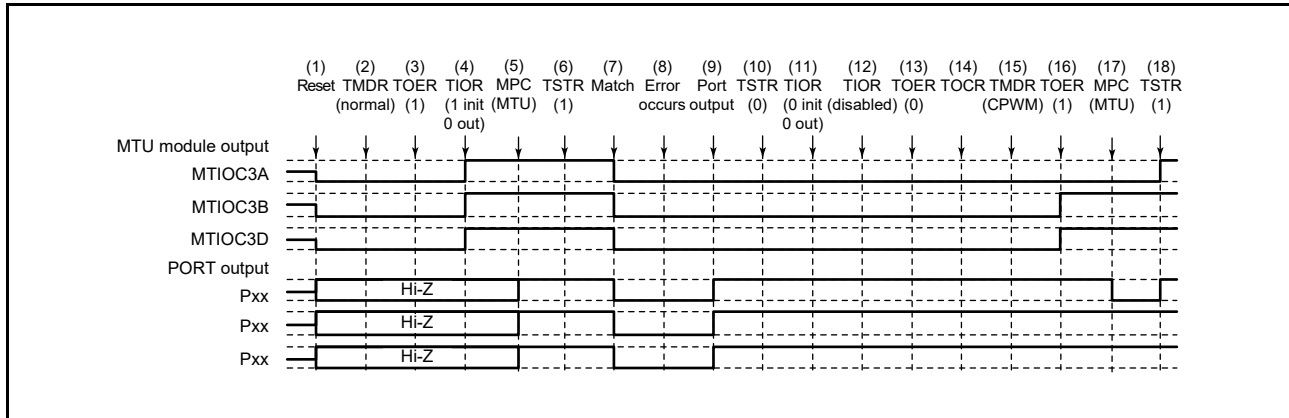 (1) (2) (3) (4) (5) (6) (7) (8) (9) (10) (11) (12) (13) (14) (15) (16) (17) (18)
Reset TMDR TOER TIOR MPC TSTR Match Error Port TSTR TIOR TIOR TOER TOCR TMDR TOER MPC TSTR
(normal) (1) (1 init (MTU) (1) occurs output (0) (0 init (disabled) (0) (CPWM) (1) (MTU) (1)
0 out) 0 out)
MTU module output
MTIOC3A
MTIOC3B
MTIOC3D
PORT output
Pxx Hi-Z
Pxx Hi-Z
Pxx Hi-Z